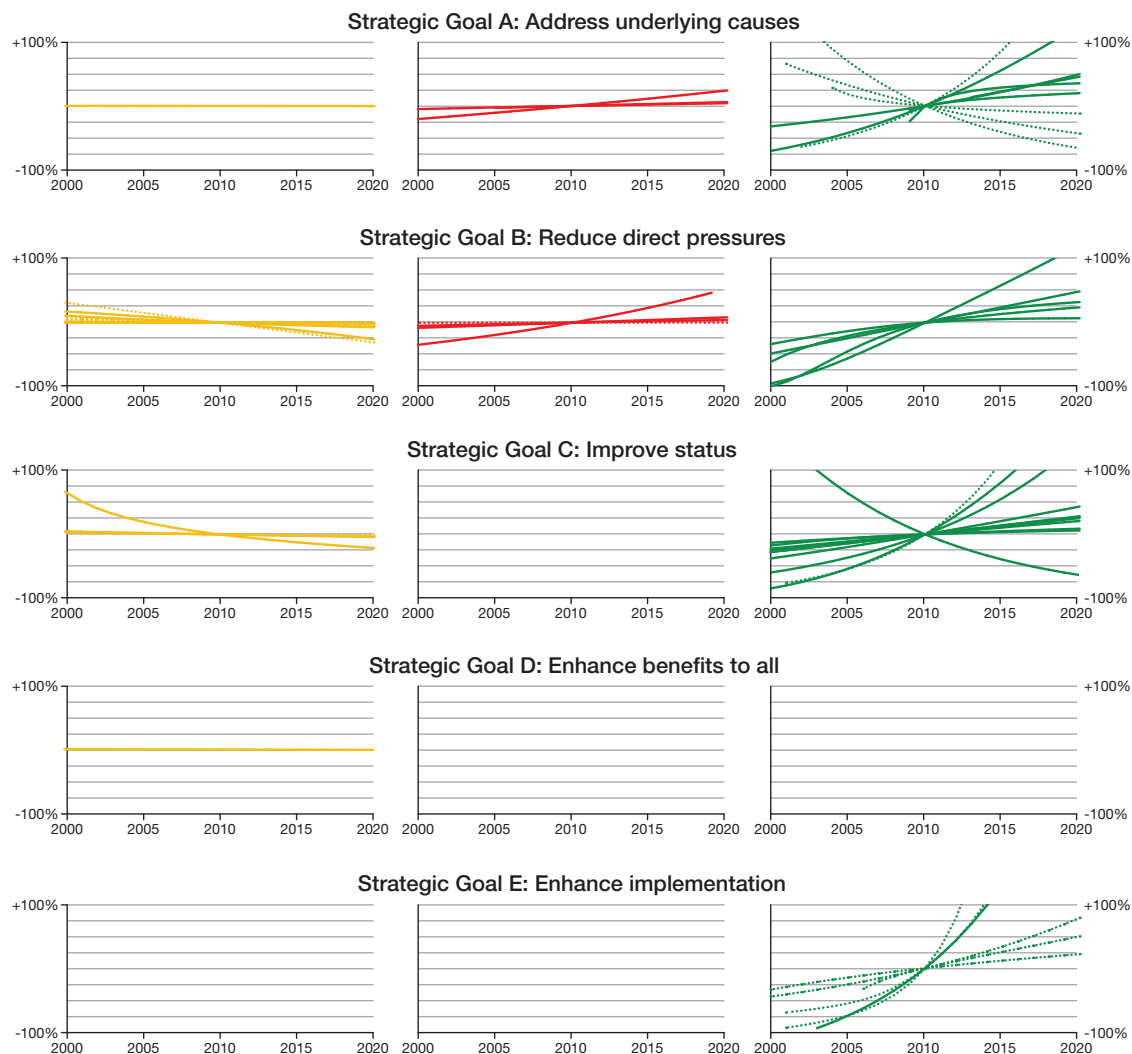 Strategic Goal A: Address underlying causes
+100% +100%
-100% -100%
2000 2005 2010 2015 2020 2000 2005 2010 2015 2020 2000 2005 2010 2015 2020
Strategic Goal B: Reduce direct pressures
+100% +100%
-100% -100%
2000 2005 2010 2015 2020 2000 2005 2010 2015 2020 2000 2005 2010 2015 2020
Strategic Goal C: Improve status
+100% +100%
-100% -100%
2000 2005 2010 2015 2020 2000 2005 2010 2015 2020 2000 2005 2010 2015 2020
Strategic Goal D: Enhance benefits to all
+100% +100%
-100% -100%
2000 2005 2010 2015 2020 2000 2005 2010 2015 2020 2000 2005 2010 2015 2020
Strategic Goal E: Enhance implementation
+100% +100%
-100% -100%
2000 2005 2010 2015 2020 2000 2005 2010 2015 2020 2000 2005 2010 2015 2020